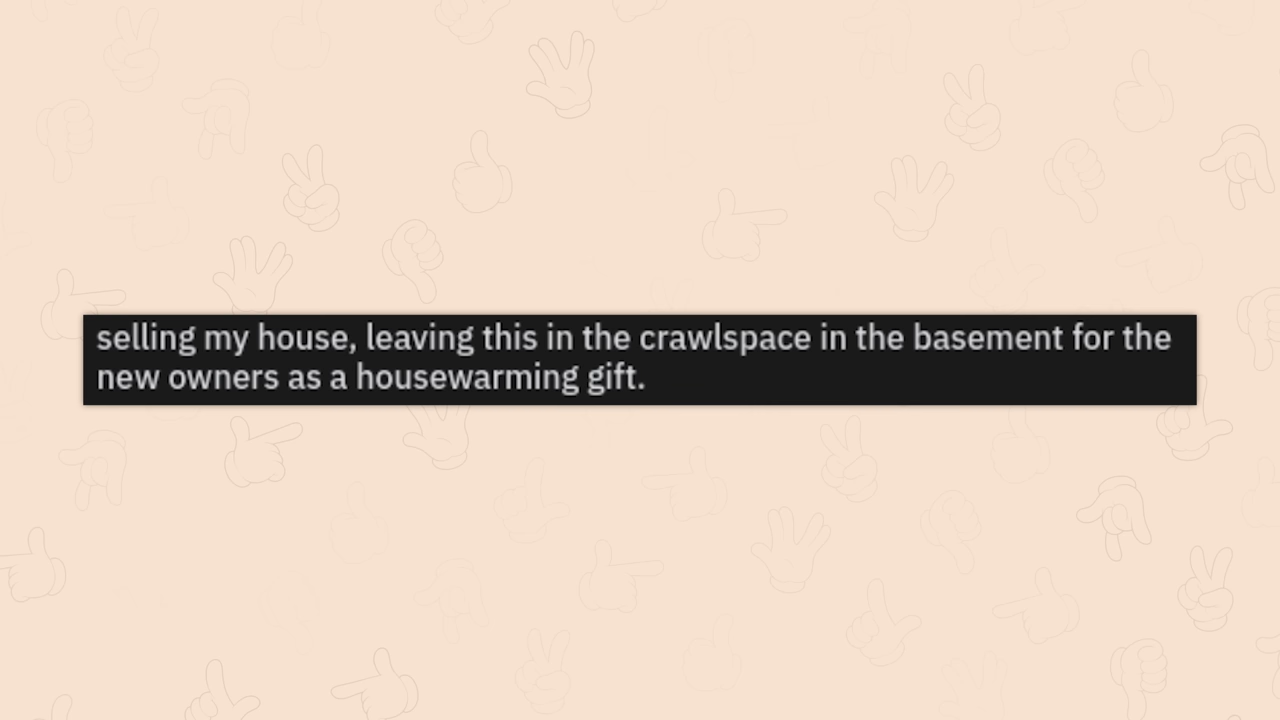 selling my house, leaving this in the crawlspace in the basement for the
new owners as a housewarming gift.